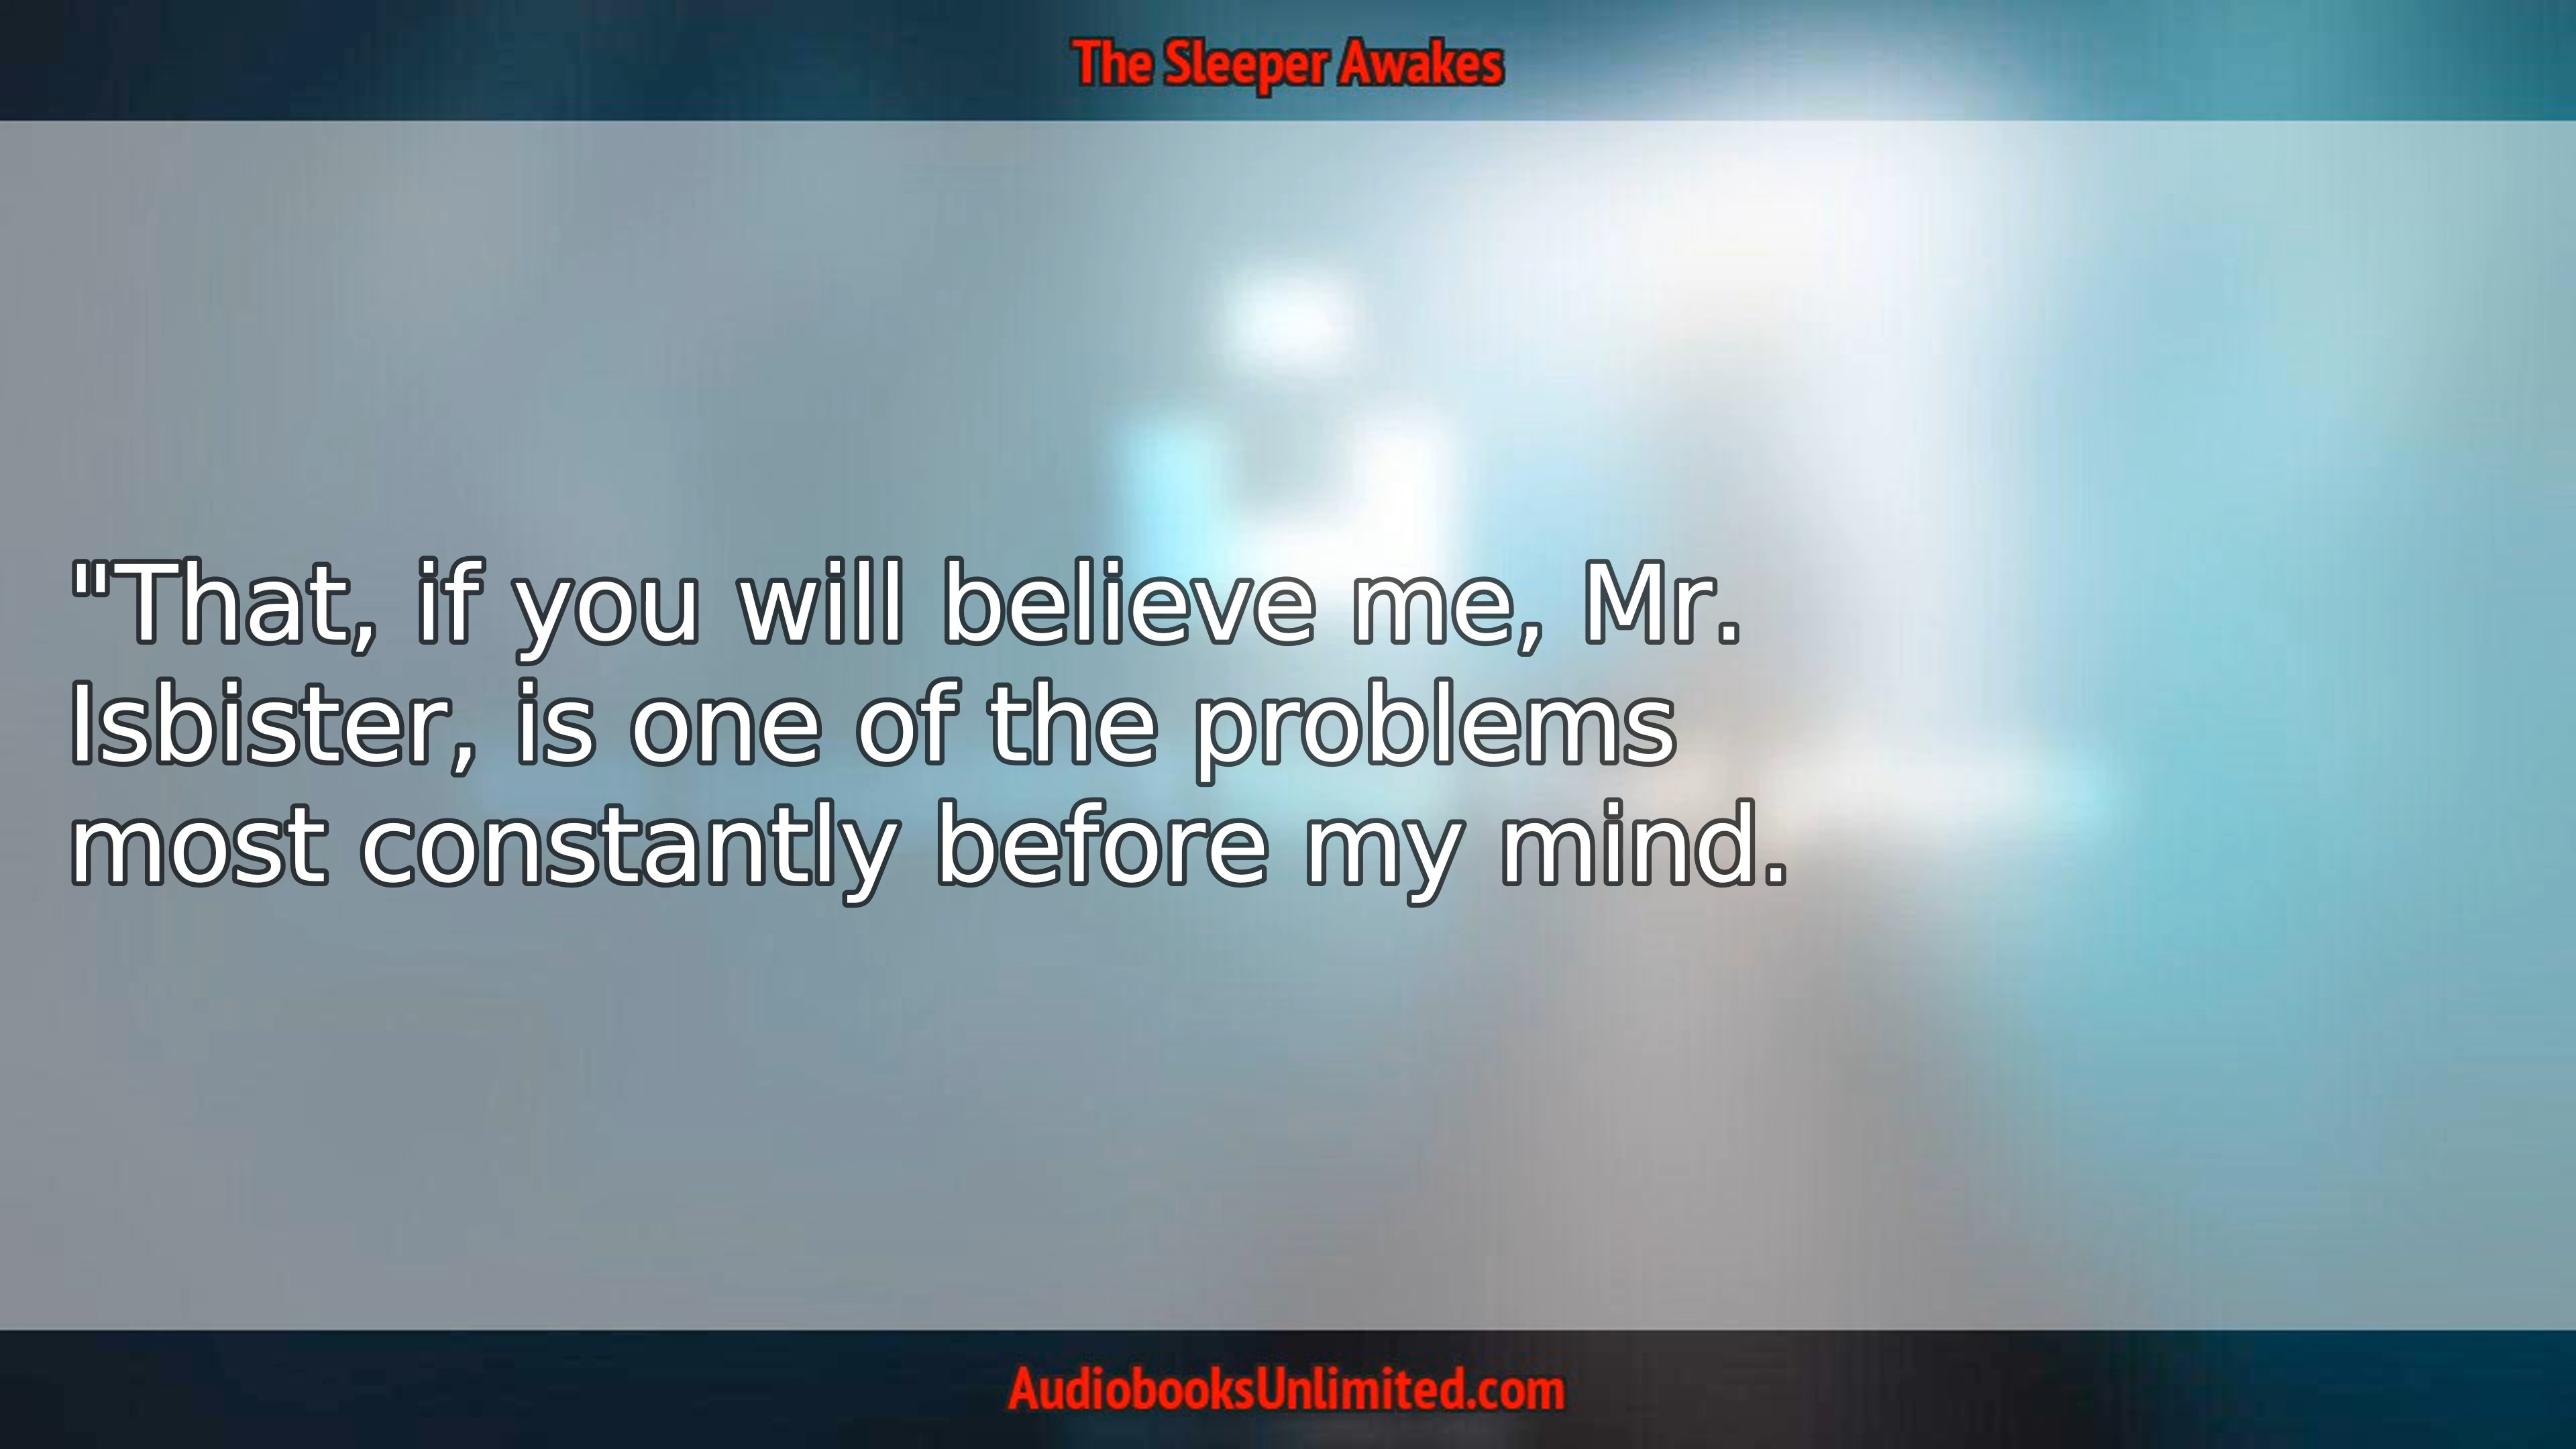 The Sleeper Awakes
"That, if you will believe me, Mr.
Isbister, is one of the problems
most constantly before my mind.
AudiobooksUnlimited.com